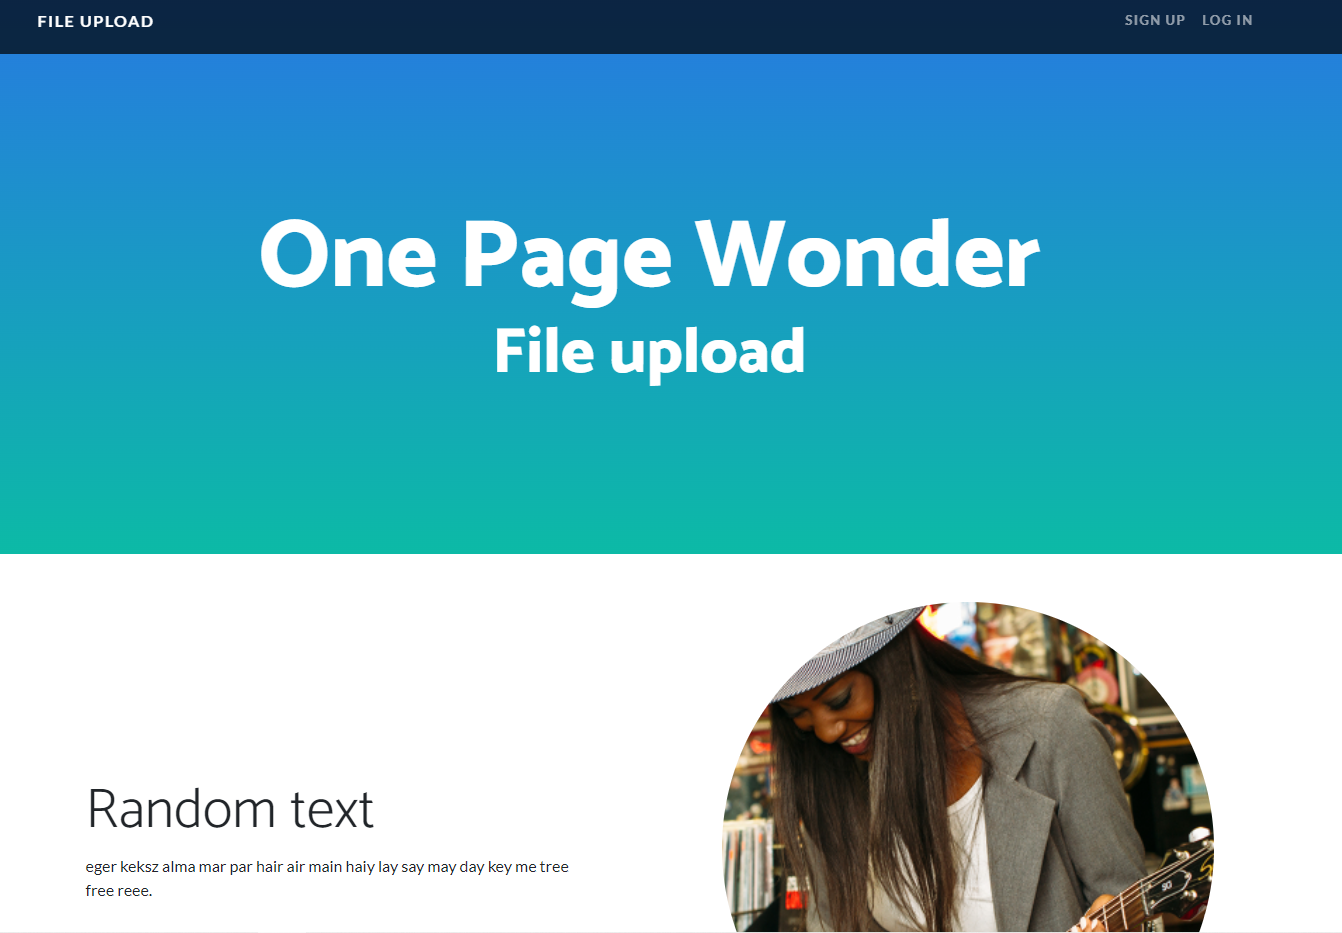 FILE UPLOAD
SIGN UP LOG IN
One Page Wonder
File upload
Random text
eger keksz alma mar par hair air main haiy lay say may day key me tree
free reee.
SG